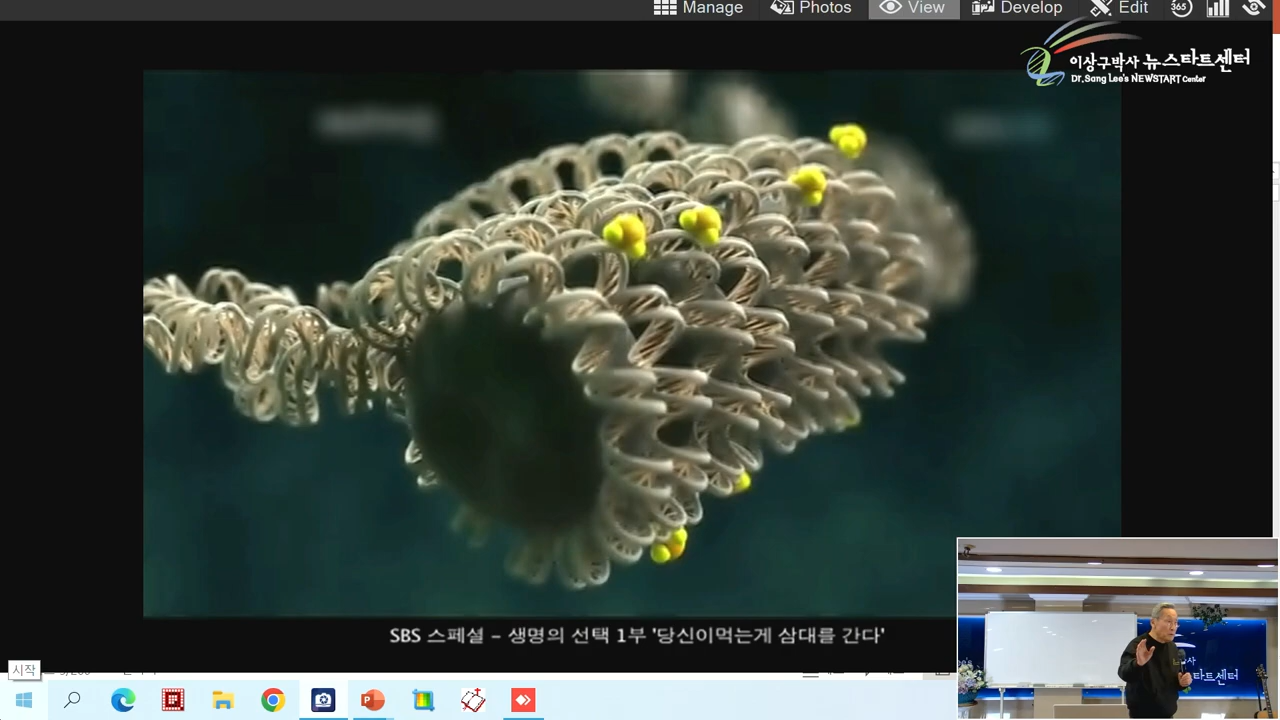 Manage
Photos
View
Develop
Edit
365
이상구박사 뉴스타트센터
Dr. Sang Lee's NEWSTART Center
SBS 스페셜 - 생명의 선택 1부 '당신이먹는게 삼대를 간다'
시작